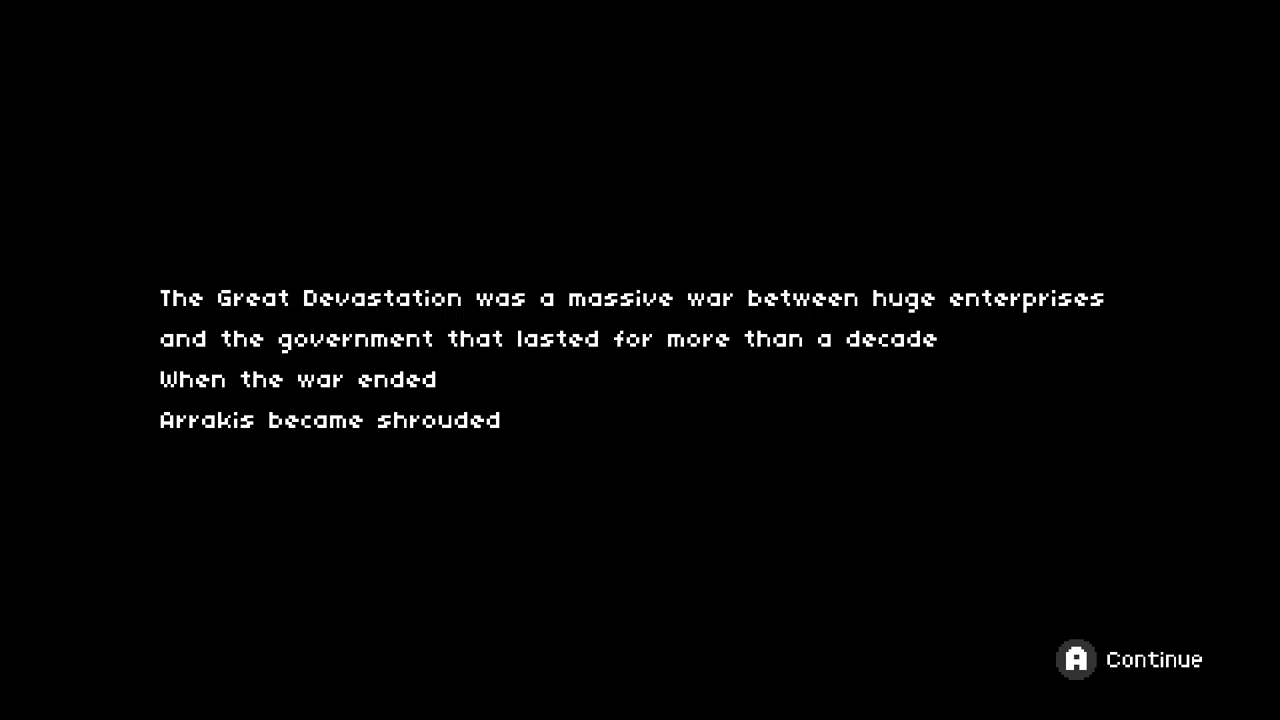 The Great Devastation was a massive war between huge enterprises
and the government that lasted for more than a decade
When the war ended
Arrakis became shrouded
A Continue